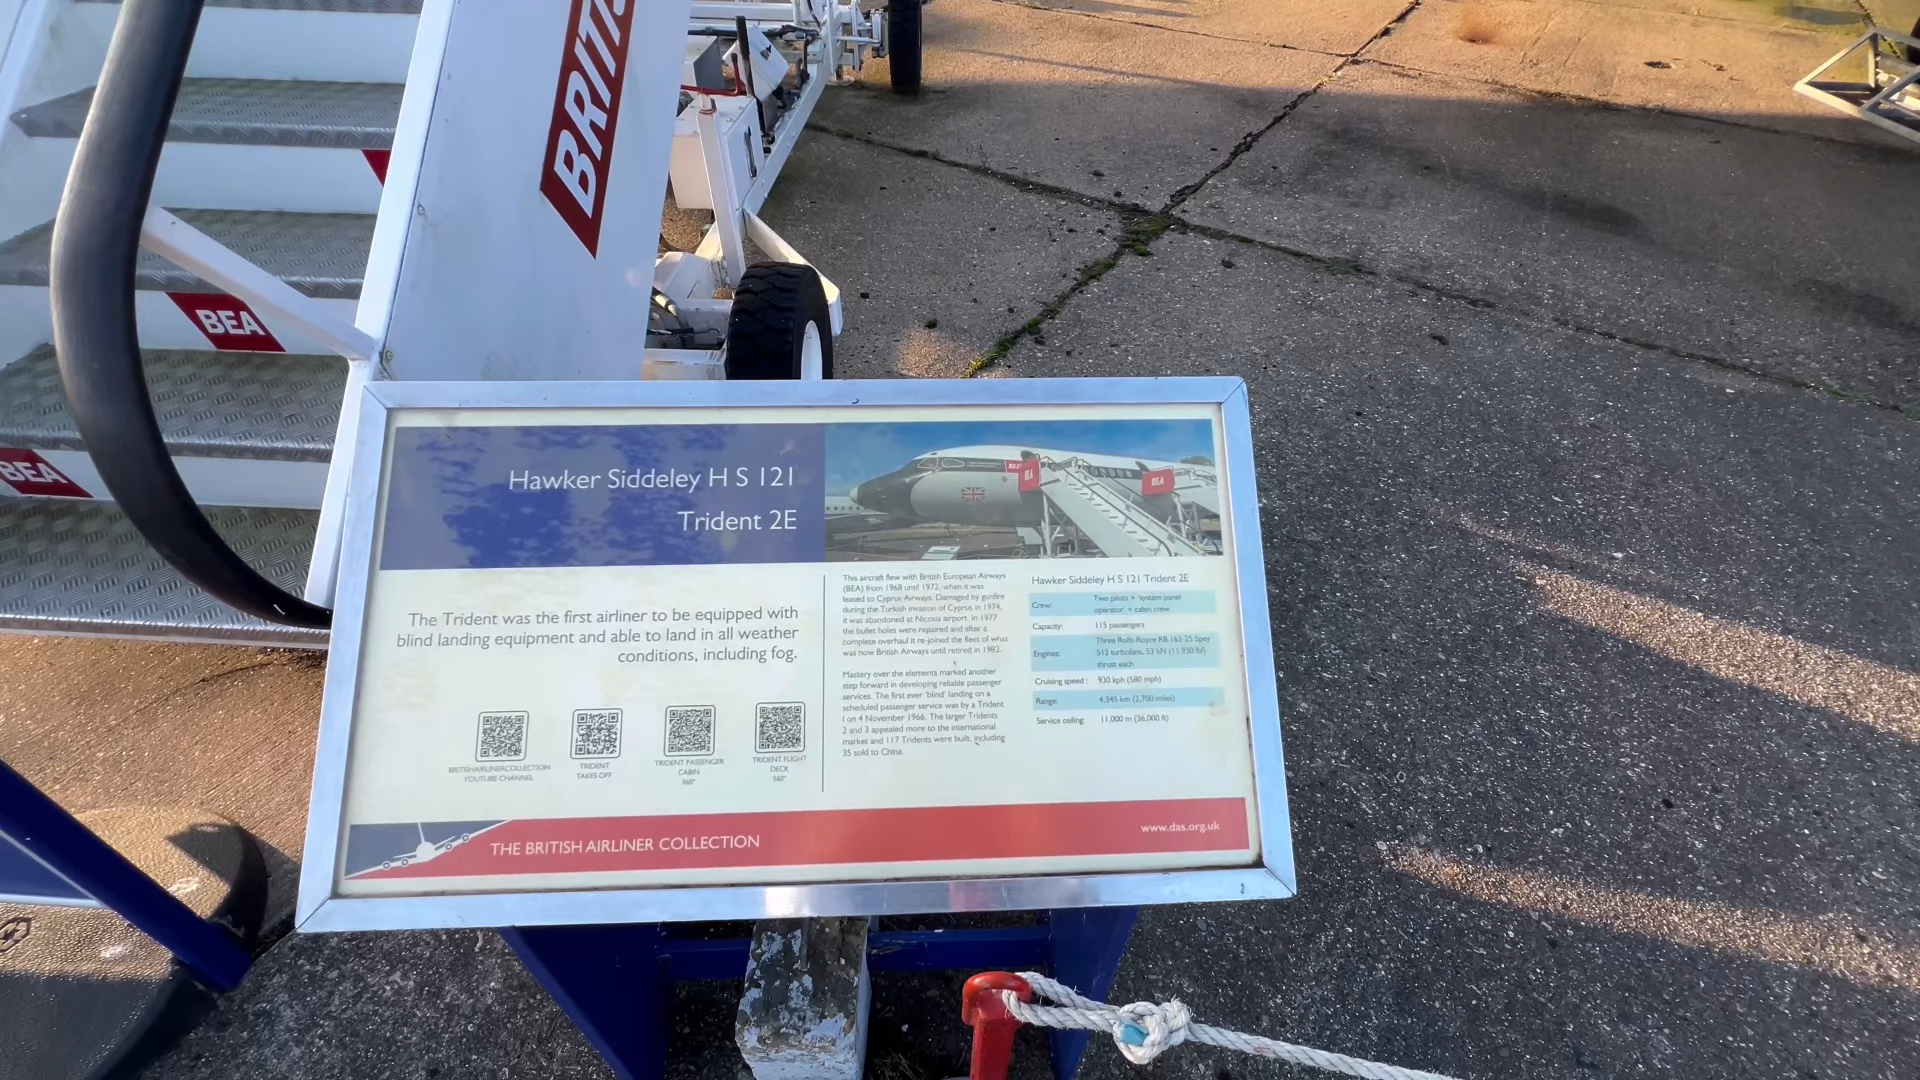 BRITIS
BEA
BEA
Hawker Siddeley H S 121
Trident 2E
BEA
BEA
The Trident was the first airliner to be equipped with
blind landing equipment and able to land in all weather
conditions, including fog.
BRITISHAIRLINERCOLLECTION
YOUTUBE CHANNEL
TRIDENT
TAKES OFF
TRIDENT PASSENGER
CABIN
360°
TRIDENT FLIGHT
DECK
360°
This aircraft flew with British European Airways
(BEA) from 1968 until 1972, when it was
leased to Cyprus Airways. Damaged by gunfire
during the Turkish invasion of Cyprus in 1974,
it was abandoned at Nicosia airport. In 1977
the bullet holes were repaired and after a
complete overhaul it re-joined the fleet of what
was now British Airways until retired in 1982.
Mastery over the elements marked another
step forward in developing reliable passenger
services. The first ever 'blind' landing on a
scheduled passenger service was by a Trident
1 on 4 November 1966. The larger Tridents
2 and 3 appealed more to the international
market and 117 Tridents were built, including
35 sold to China.
Hawker Siddeley H S 121 Trident 2E
Crew: Two pilots + 'system panel
operator' + cabin crew
Capacity: 115 passengers
Engines: Three Rolls-Royce RB 163-25 Spey
512 turbofans, 53 kN (11,930 lbf)
thrust each
Cruising speed: 930 kph (580 mph)
Range: 4,345 km (2,700 miles)
Service ceiling: 11,000 m (36,000 ft)
THE BRITISH AIRLINER COLLECTION
www.das.org.uk
2